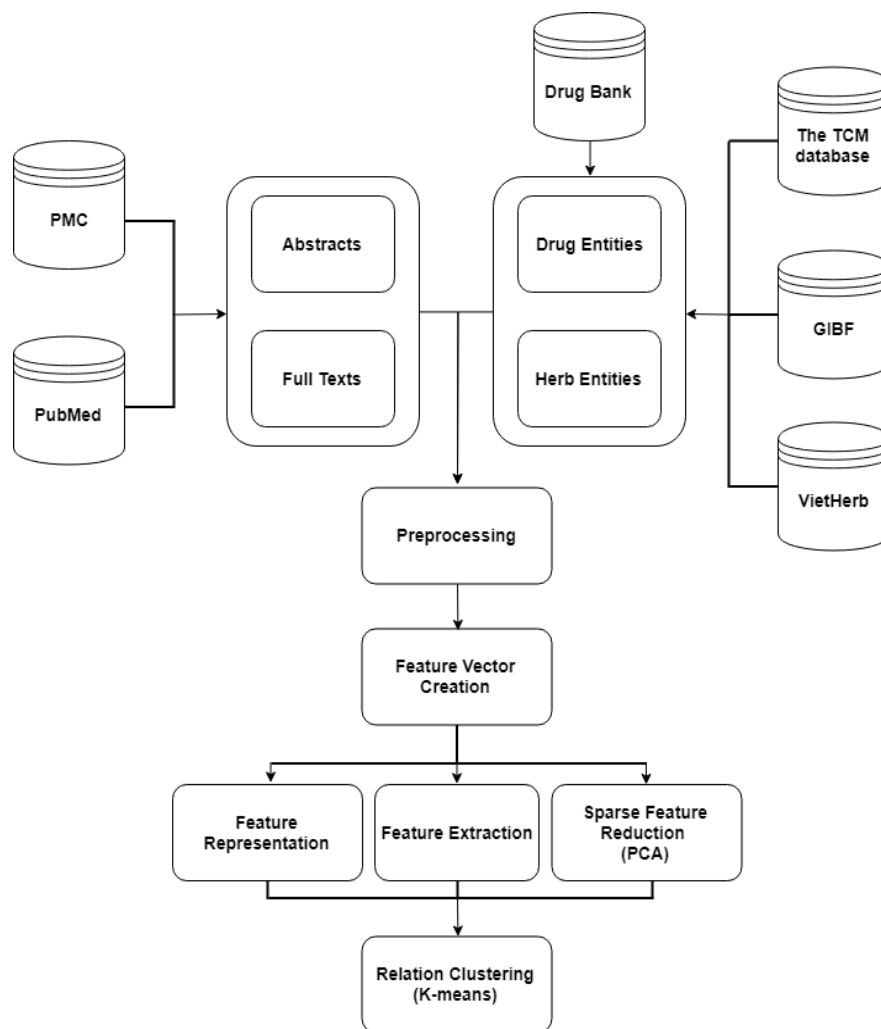 Drug Bank
The TCM
database
PMC
Abstracts
Drug Entities
GIBF
Full Texts
Herb Entities
PubMed
VietHerb
Preprocessing
Feature Vector
Creation
Feature
Representation
Feature Extraction
Sparse Feature
Reduction
(PCA)
Relation Clustering
(K-means)